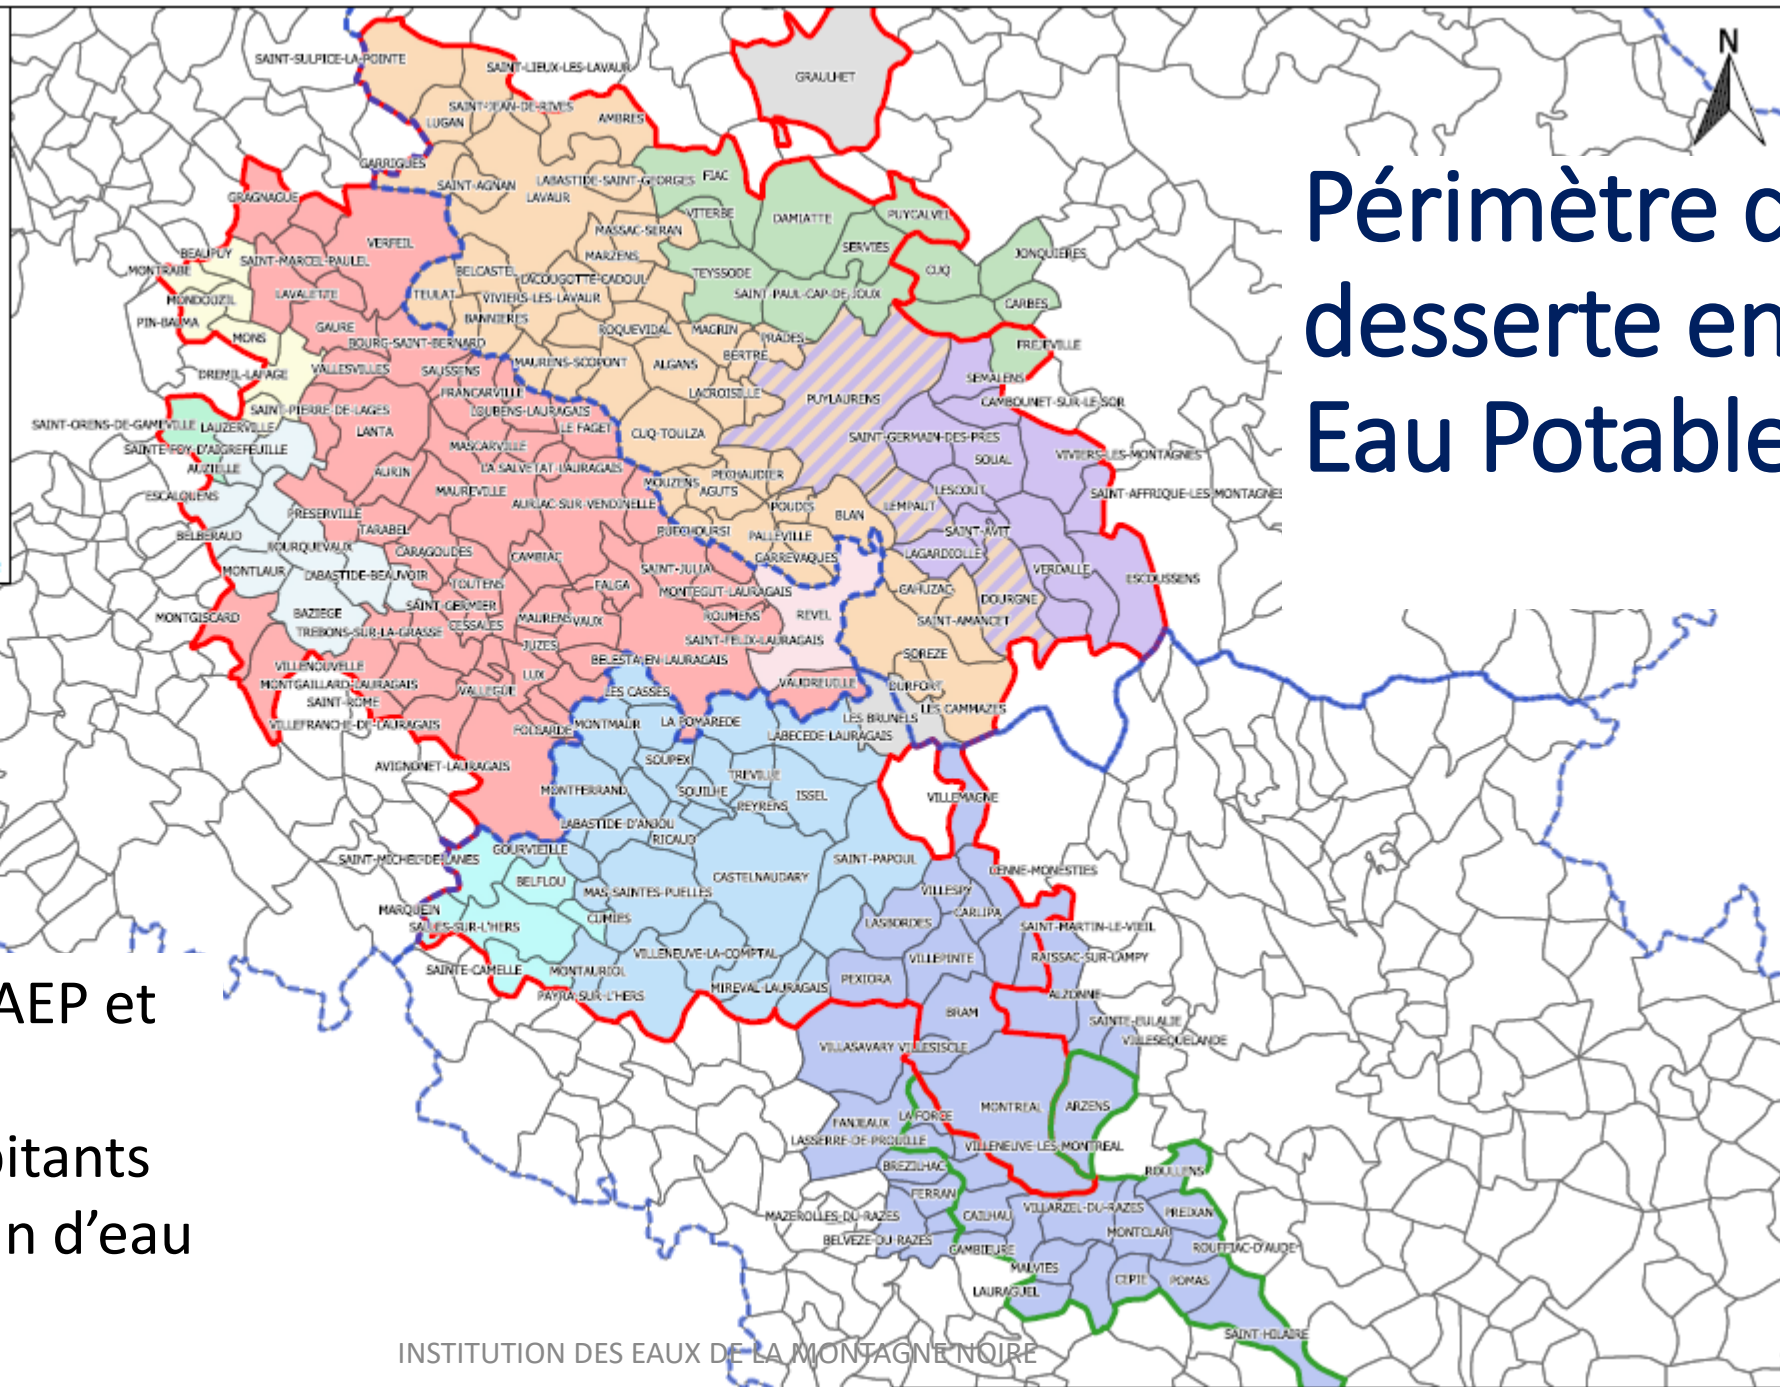 N
Périmètre d
desserte en
Eau Potable
SAINT-SULPICE-LA-POINTE
SAINT-LIEUX-LES-LAVAUR
GRAULHET
SAINT-JEAN-DE-RIVES
LUGAN
AMBRES
GARRIGUES
SAINT-AGNAN
LABASTIDE-SAINT-GEORGES
FIAC
LAVAUR
GRAGNAGUE
VITERBE
DAMIATTE
PUYCALVEL
MASSAC-SERAN
VERFEIL
SERVIES
BEAUPUY
SAINT-MARCEL-PAULEL
MARZENS
JONQUIERES
MONTRABE
BELCASTEL
LACOUGOTTE-CADOUL
TEYSSODE
CUQ
LAVALETTE
TEULAT
VIVIERS-LES-LAVAUR
SAINT-PAUL-CAP-DE-JOUX
MONDOUZIL
CARBES
PIN-BALMA
GAURE
BANNIERES
ROQUEVIDAL
MAGRIN
PRADES
MONS
BOURG-SAINT-BERNARD
BERTRE
FREJEVILLE
DREMIL-LAFAGE
VALLESVILLES
SAUSSENS
MAURENS-SCOPONT
ALGANS
SEMALENS
FRANCARVILLE
LACROISILLE
PUYLAURENS
CAMBOUNET-SUR-LE-SOR
SAINT-PIERRE-DE-LAGES
LOUBENS-LAURAGAIS
SAINT-ORENS-DE-GAMEVILLE
LAUZERVILLE
LANTA
LE FAGET
CUQ-TOULZA
SAINT-GERMAIN-DES-PRES
SAINTE-FOY-D'AIGREFEUILLE
MASCARVILLE
SOUAL
VIVIERS-LES-MONTAGNES
AUZIELLE
AURIN
LA SALVETAT-LAURAGAIS
PECHAUDIER
MOUZENS
AGUTS
ESCALQUENS
MAUREVILLE
AURIAC-SUR-VENDINELLE
LESCOUT
SAINT-AFFRIQUE-LES-MONTAGNES
PRESERVILLE
POUDIS
BLAN
LEMPAUT
BELBERAUD
TARABEL
PUECHOURSI
PALLEVILLE
SAINT-AVIT
FOURQUEVAUX
CARAGOUDES
CAMBIAC
GARREVAQUES
LAGARDIOLLE
MONTLAUR
LABASTIDE-BEAUVOIR
TOUTENS
FALGA
SAINT-JULIA
VERDALLE
ESCOUSSENS
MONTEGUT-LAURAGAIS
CAHUZAC
DOURGNE
MONTGISCARD
BAZIEGE
SAINT-GERMIER
MAURENS
VAUX
ROUMENS
REVEL
SAINT-AMANCET
TREBONS-SUR-LA-GRASSE
CESSALES
JUZES
SAINT-FELIX-LAURAGAIS
VILLENOUVELLE
BELESTA-EN-LAURAGAIS
SOREZE
MONTGAILLARD-LAURAGAIS
LUX
VAUDREUILLE
DURFORT
SAINT-ROME
VALLEGUE
LES CASSES
VILLEFRANCHE-DE-LAURAGAIS
FOLCARDE
MONTMAUR
LA POMAREDE
LES BRUNELS
LES CAMMAZES
LABECEDE-LAURAGAIS
AVIGNONET-LAURAGAIS
SOUPEX
TREVILLE
MONTFERRAND
SOUILHE
PEYRENS
ISSEL
VILLEMAGNE
LABASTIDE-D'ANJOU
RICAUD
SAINT-MICHEL-DE-LANES
GOURVIEILLE
SAINT-PAPOUL
CENNE-MONESTIES
BELFLOU
MAS-SAINTES-PUELLES
CASTELNAUDARY
VILLESPY
MARQUEIN
CUMIES
LASBORDES
CARLIPA
SALLES-SUR-L'HERS
SAINT-MARTIN-LE-VIEIL
VILLENEUVE-LA-COMPTAL
VILLEPINTE
RAISSAC-SUR-LAMPY
SAINTE-CAMELLE
MONTAURIOL
PEXIORA
MIREVAL-LAURAGAIS
PAYRA-SUR-L'HERS
ALZONNE
BRAM
SAINTE-EULALIE
VILLASAVARY
VILLESISCLE
VILLESEQUELANDE
MONTREAL
ARZENS
LA FORCE
FANJEAUX
LASSERRE-DE-PROUILLE
VILLENEUVE-LES-MONTREAL
BREZILHAC
ROULLENS
FERRAN
MAZEROLLES-DU-RAZES
CAILHAU
VILLARZEL-DU-RAZES
PREIXAN
BELVEZE-DU-RAZES
MONTCLAR
CAMBIEURE
ROUFFIAC-D'AUDE
MALVIES
CEPIE
POMAS
LAURAGUEL
SAINT-HILAIRE
AEP et
bitants
n d'eau
INSTITUTION DES EAUX DE LA MONTAGNE NOIRE